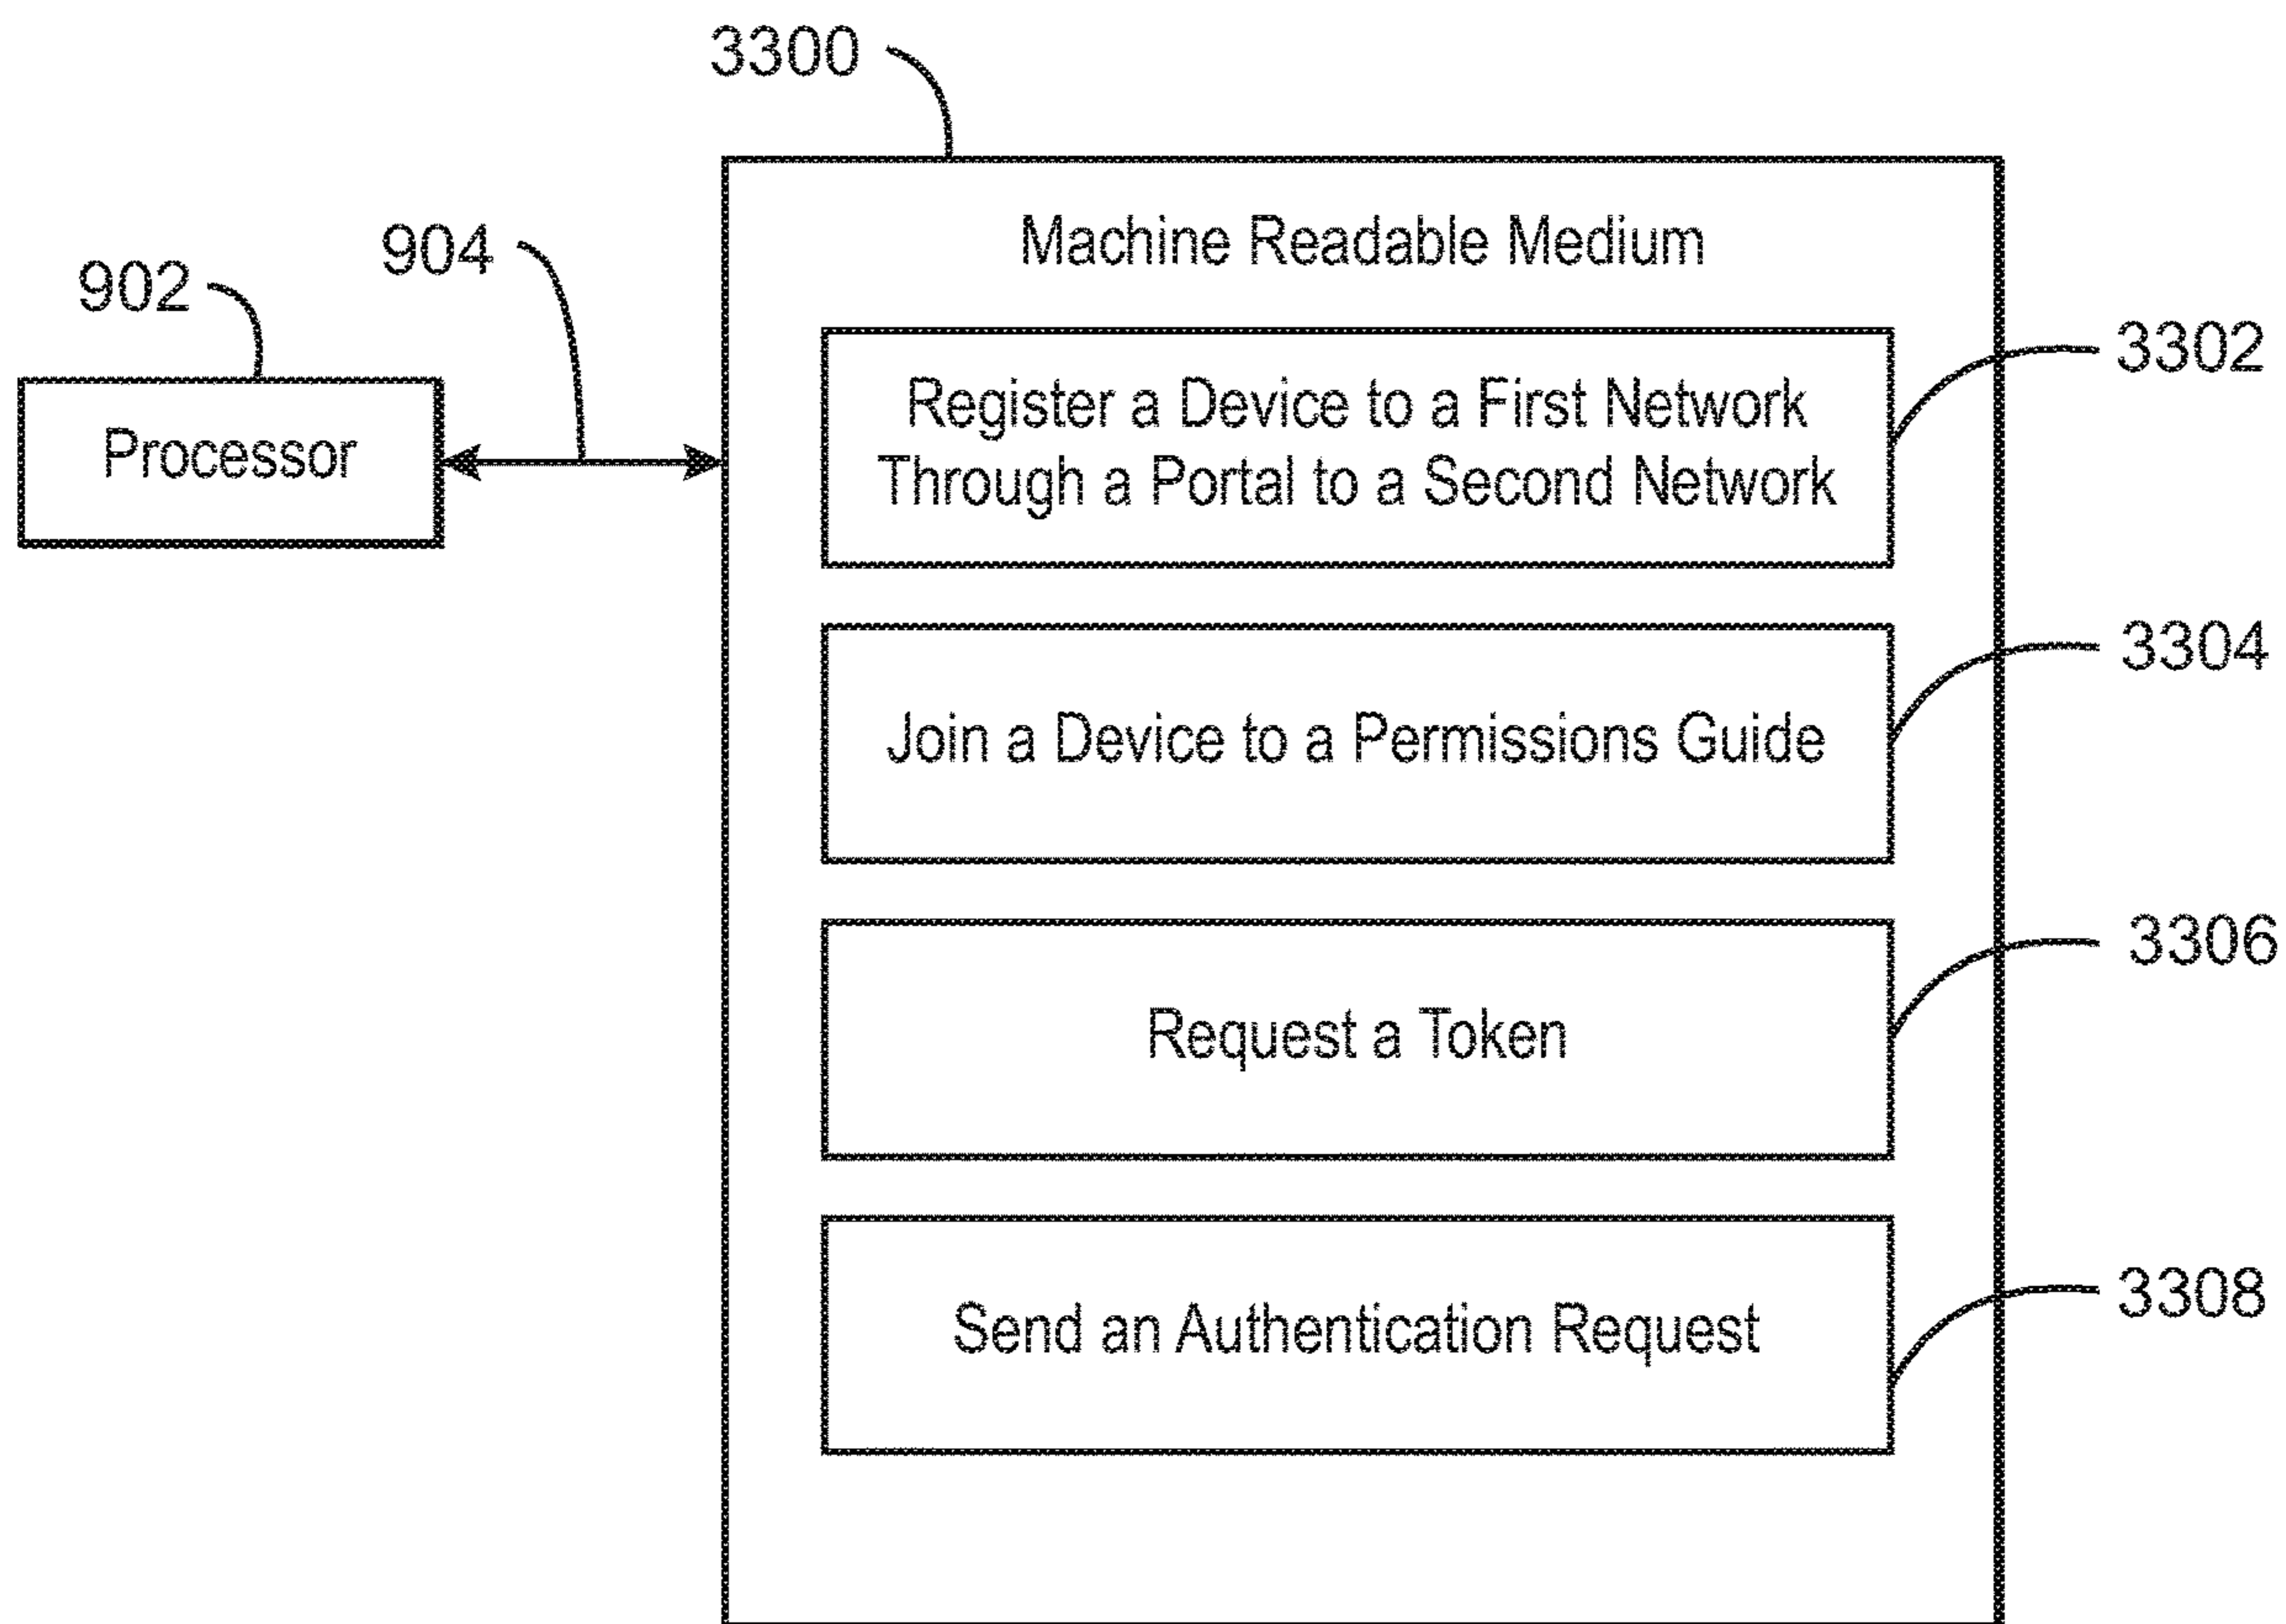 3300
Machine Readable Medium
904
902
Processor
Register a Device to a First Network
Through a Portal to a Second Network
3302
Join a Device to a Permissions Guide
3304
Request a Token
3306
Send an Authentication Request
3308